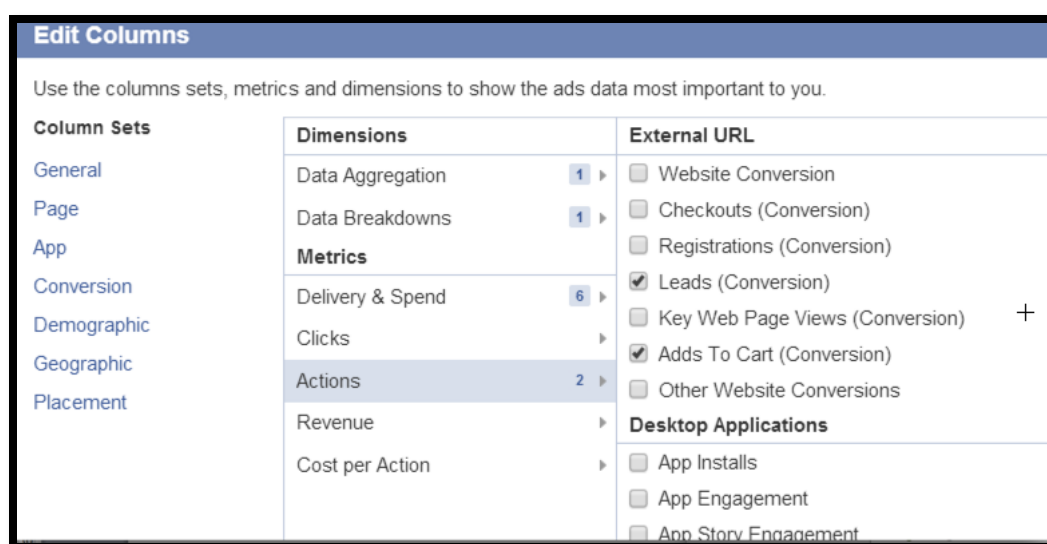 Edit Columns
Use the columns sets, metrics and dimensions to show the ads data most important to you.
Column Sets
General
Page
App
Conversion
Demographic
Geographic
Placement
Dimensions
Data Aggregation 1
Data Breakdowns 1
Metrics
Delivery & Spend 6
Clicks
Actions 2
Revenue
Cost per Action
External URL
Website Conversion
Checkouts (Conversion)
Registrations (Conversion)
Leads (Conversion)
Key Web Page Views (Conversion)
Adds To Cart (Conversion)
Other Website Conversions
Desktop Applications
App Installs
App Engagement
App Story Engagement